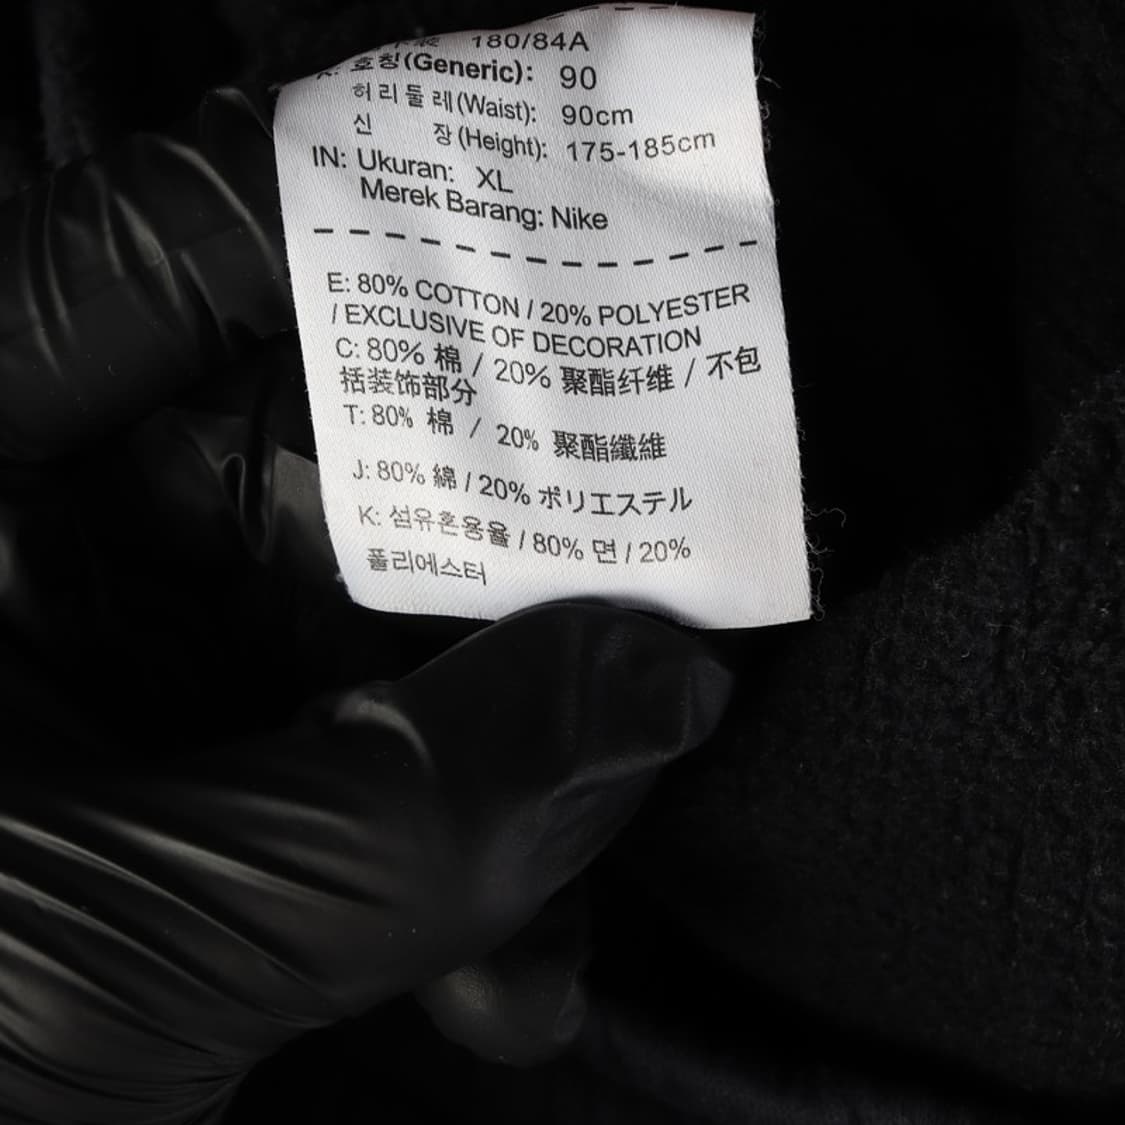 180/84A
호칭(Generic): 90
허리둘레(Waist): 90cm
신 장(Height): 175-185cm
IN: Ukuran: XL
Merek Barang: Nike
E: 80% COTTON / 20% POLYESTER
/ EXCLUSIVE OF DECORATION
C: 80% 棉 / 20% 聚酯纤维 / 不包
括装饰部分
T: 80% 棉 / 20% 聚酯纖維
J: 80% 綿 / 20% ポリエステル
K: 섬유혼용율 / 80% 면 / 20%
폴리에스터